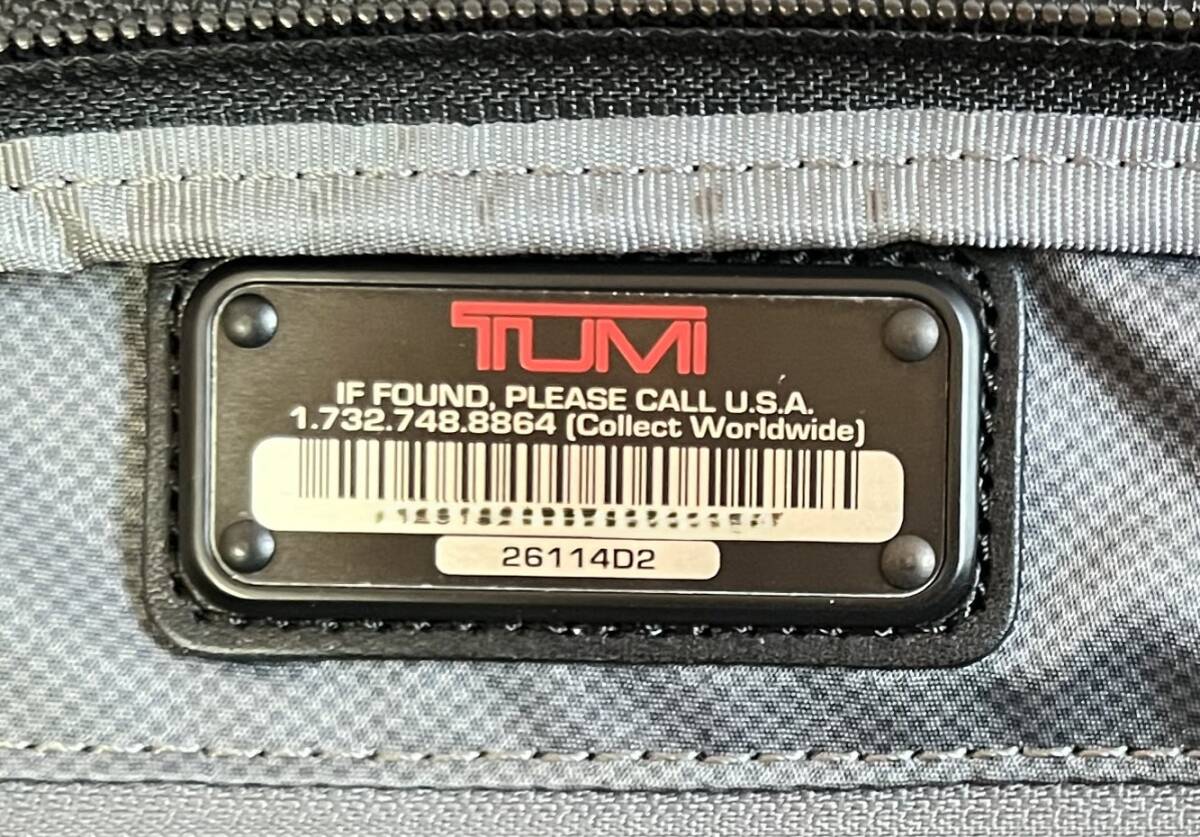 TUMI
IF FOUND, PLEASE CALL U.S.A.
1.732.748.8864 (Collect Worldwide)
26114D2